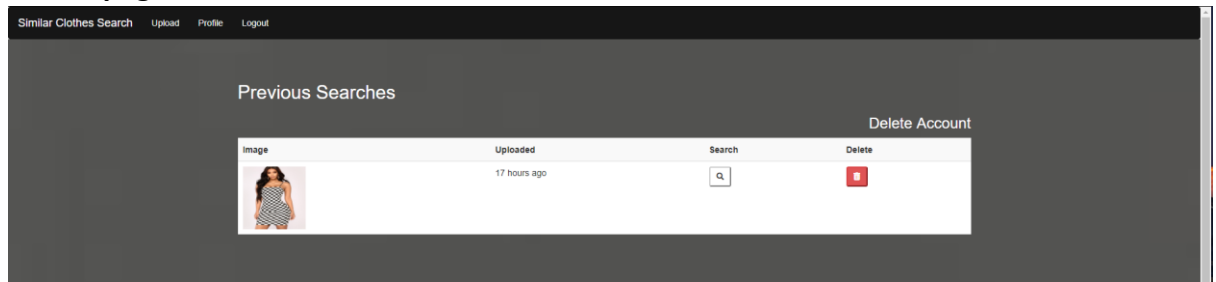 Similar Clothes Search Upload Profile Logout
Previous Searches
Delete Account
Image Uploaded Search Delete
17 hours ago